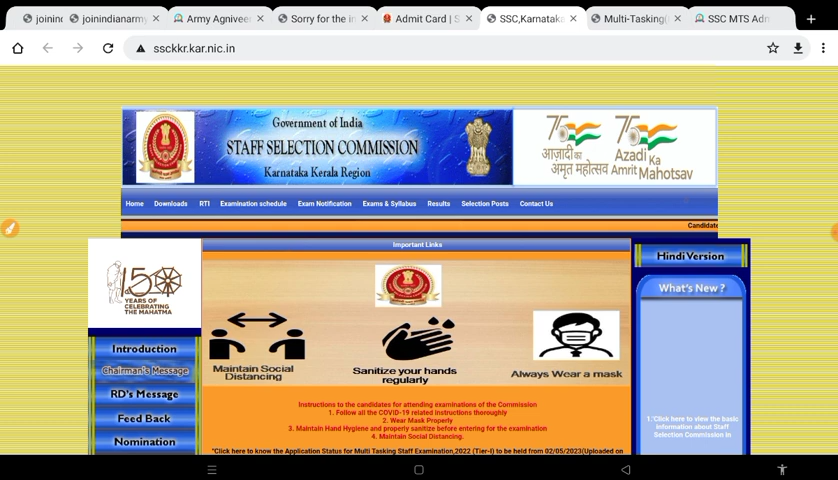 joinindianarmy
Army Agnivee
Sorry for the in
Admit Card | S
SSC,Karnataka
Multi-Tasking(
SSC MTS Adm
ssckkr.kar.nic.in
Government of India
STAFF SELECTION COMMISSION
Karnataka Kerala Region
75 75
आज़ादी का
अमृत महोत्सव
Azadi Ka
Amrit Mahotsav
Home Downloads RTI Examination schedule Exam Notification Exams & Syllabus Results Selection Posts Contact Us
Candidate
Important Links
150
YEARS OF
CELEBRATING
THE MAHATMA
Introduction
Chairman's Message
RD's Message
Feed Back
Nomination
Maintain Social
Distancing
Sanitize your hands
regularly
Always Wear a mask
Instructions to the candidates for attending examinations of the Commission
1. Follow all the COVID-19 related instructions thoroughly
2. Wear Mask Properly
3. Maintain Hand Hygiene and properly sanitize before entering for the examination
4. Maintain Social Distancing.
"Click here to know the Application Status for Multi Tasking Staff Examination,2022 (Tier-I) to be held from 02/05/2023(Uploaded on
Hindi Version
What's New ?
1.'Click here to view the basic
information about Staff
Selection Commission in